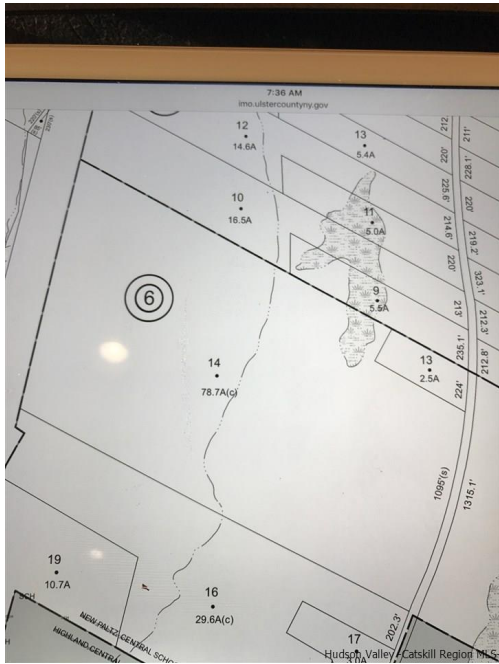 7:36 AM
imo.ulstercountyny.gov
12
14.6A
13
5.4A
212.
211'
220'
228.1'
10
16.5A
11
5.0A
225.6'
220'
214.6'
219.2'
220'
323.1'
6
9
5.5A
213'
212.3'
14
78.7A(c)
13
2.5A
235.1'
212.8'
224'
1095'(s)
1315.1'
19
10.7A
16
29.6A(c)
SCH
NEW PALTZ CENTRAL SCHO
HIGHLAND CENTRAL
H
17
202.3'
Hudson Valley - Catskill Region MLS